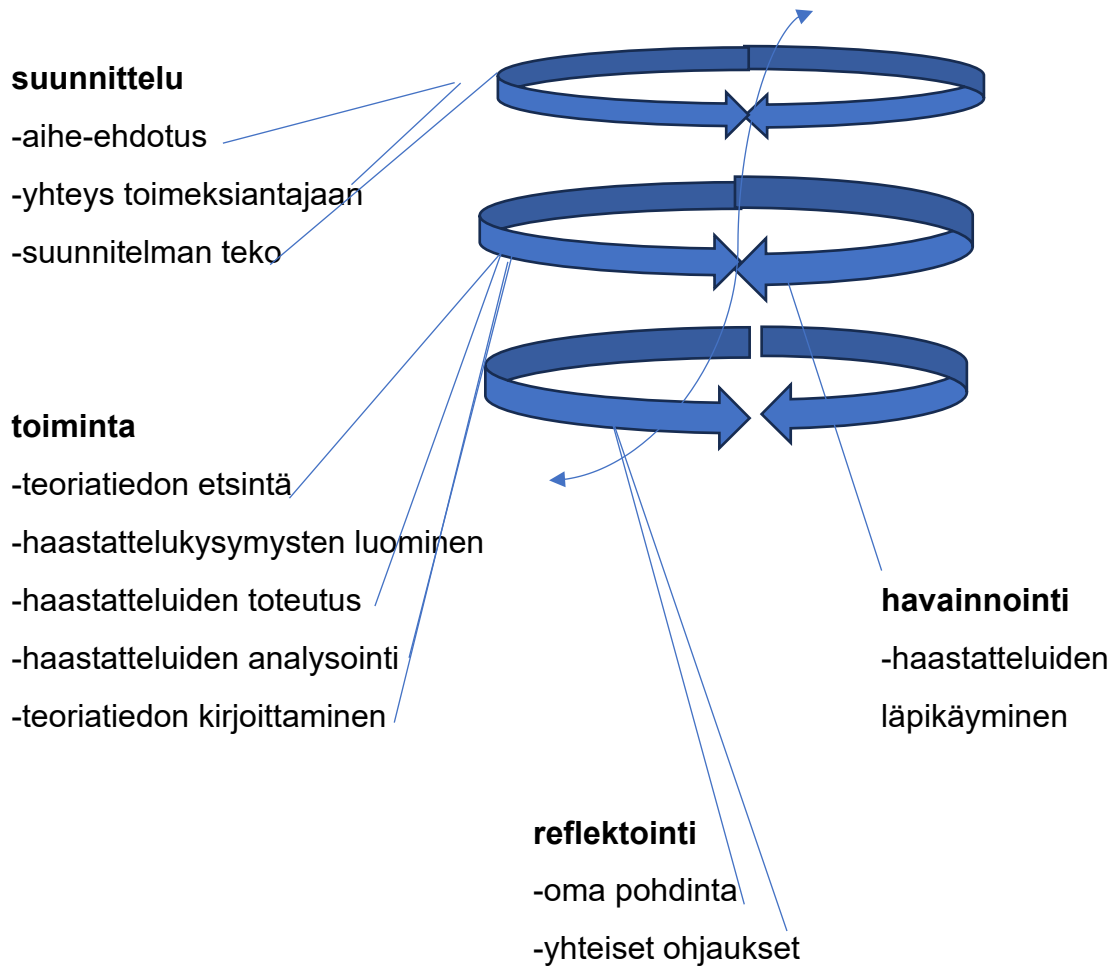 suunnittelu
-aihe-ehdotus
-yhteys toimeksiantajaan
-suunnitelman teko
toiminta
-teoriatiedon etsintä
-haastattelukysymysten luominen
-haastatteluiden toteutus
-haastatteluiden analysointi
-teoriatiedon kirjoittaminen
havainnointi
-haastatteluiden
läpikäyminen
reflektointi
-oma pohdinta
-yhteiset ohjaukset